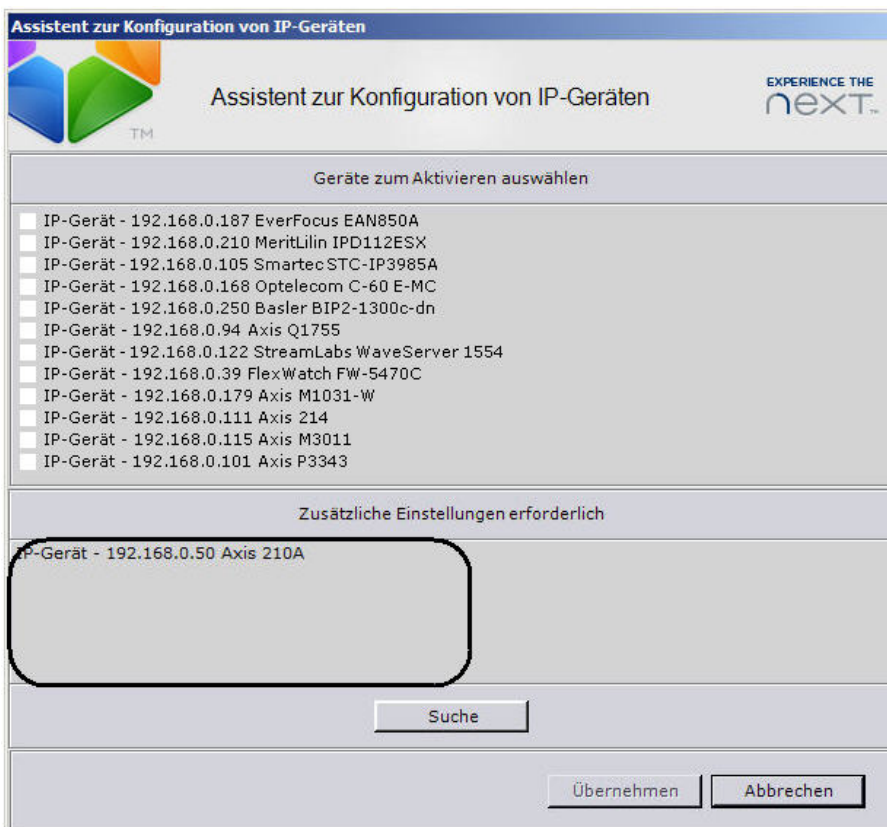 Assistent zur Konfiguration von IP-Geräten
TM
Assistent zur Konfiguration von IP-Geräten
EXPERIENCE THE
next™
Geräte zum Aktivieren auswählen
IP-Gerät - 192.168.0.187 EverFocus EAN850A
IP-Gerät - 192.168.0.210 MeritLilin IPD112ESX
IP-Gerät - 192.168.0.105 Smartec STC-IP3985A
IP-Gerät - 192.168.0.168 Optelecom C-60 E-MC
IP-Gerät - 192.168.0.250 Basler BIP2-1300c-dn
IP-Gerät - 192.168.0.94 Axis Q1755
IP-Gerät - 192.168.0.122 StreamLabs WaveServer 1554
IP-Gerät - 192.168.0.39 FlexWatch FW-5470C
IP-Gerät - 192.168.0.179 Axis M1031-W
IP-Gerät - 192.168.0.111 Axis 214
IP-Gerät - 192.168.0.115 Axis M3011
IP-Gerät - 192.168.0.101 Axis P3343
Zusätzliche Einstellungen erforderlich
IP-Gerät - 192.168.0.50 Axis 210A
Suche
Übernehmen
Abbrechen